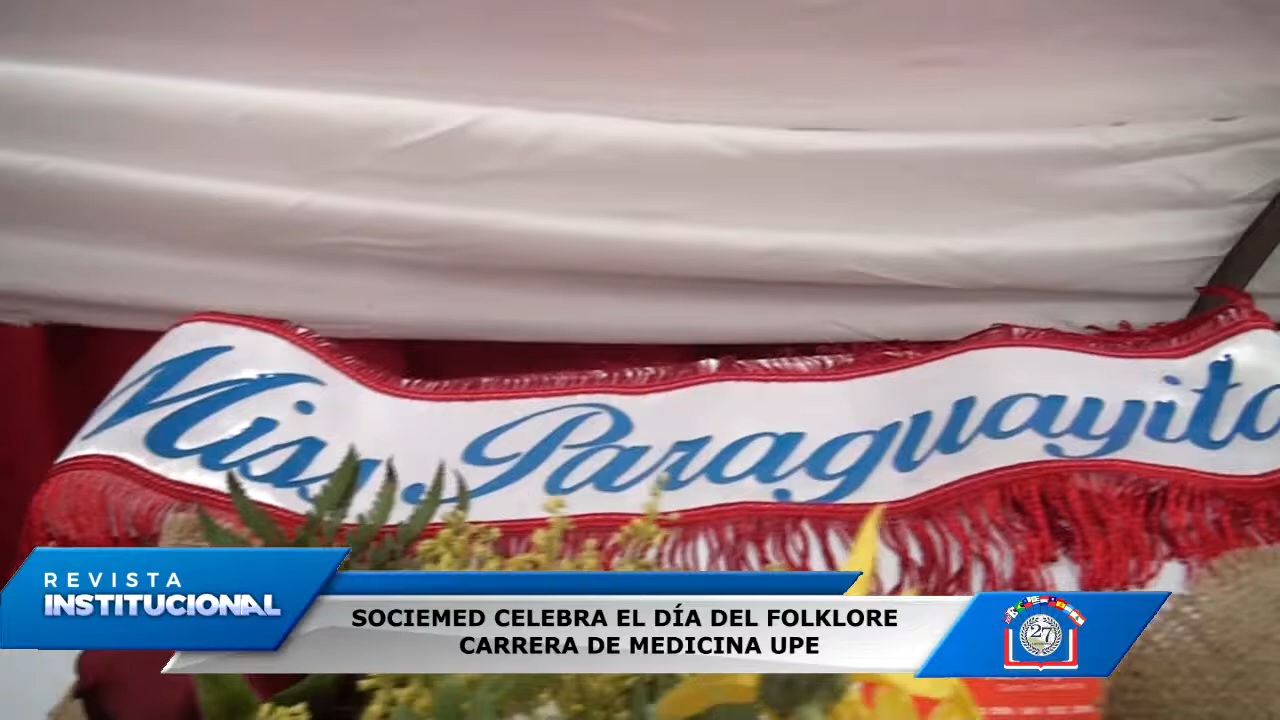 Miss Paraguayita
REVISTA
INSTITUCIONAL
SOCIEMED CELEBRA EL DÍA DEL FOLKLORE
CARRERA DE MEDICINA UPE
27